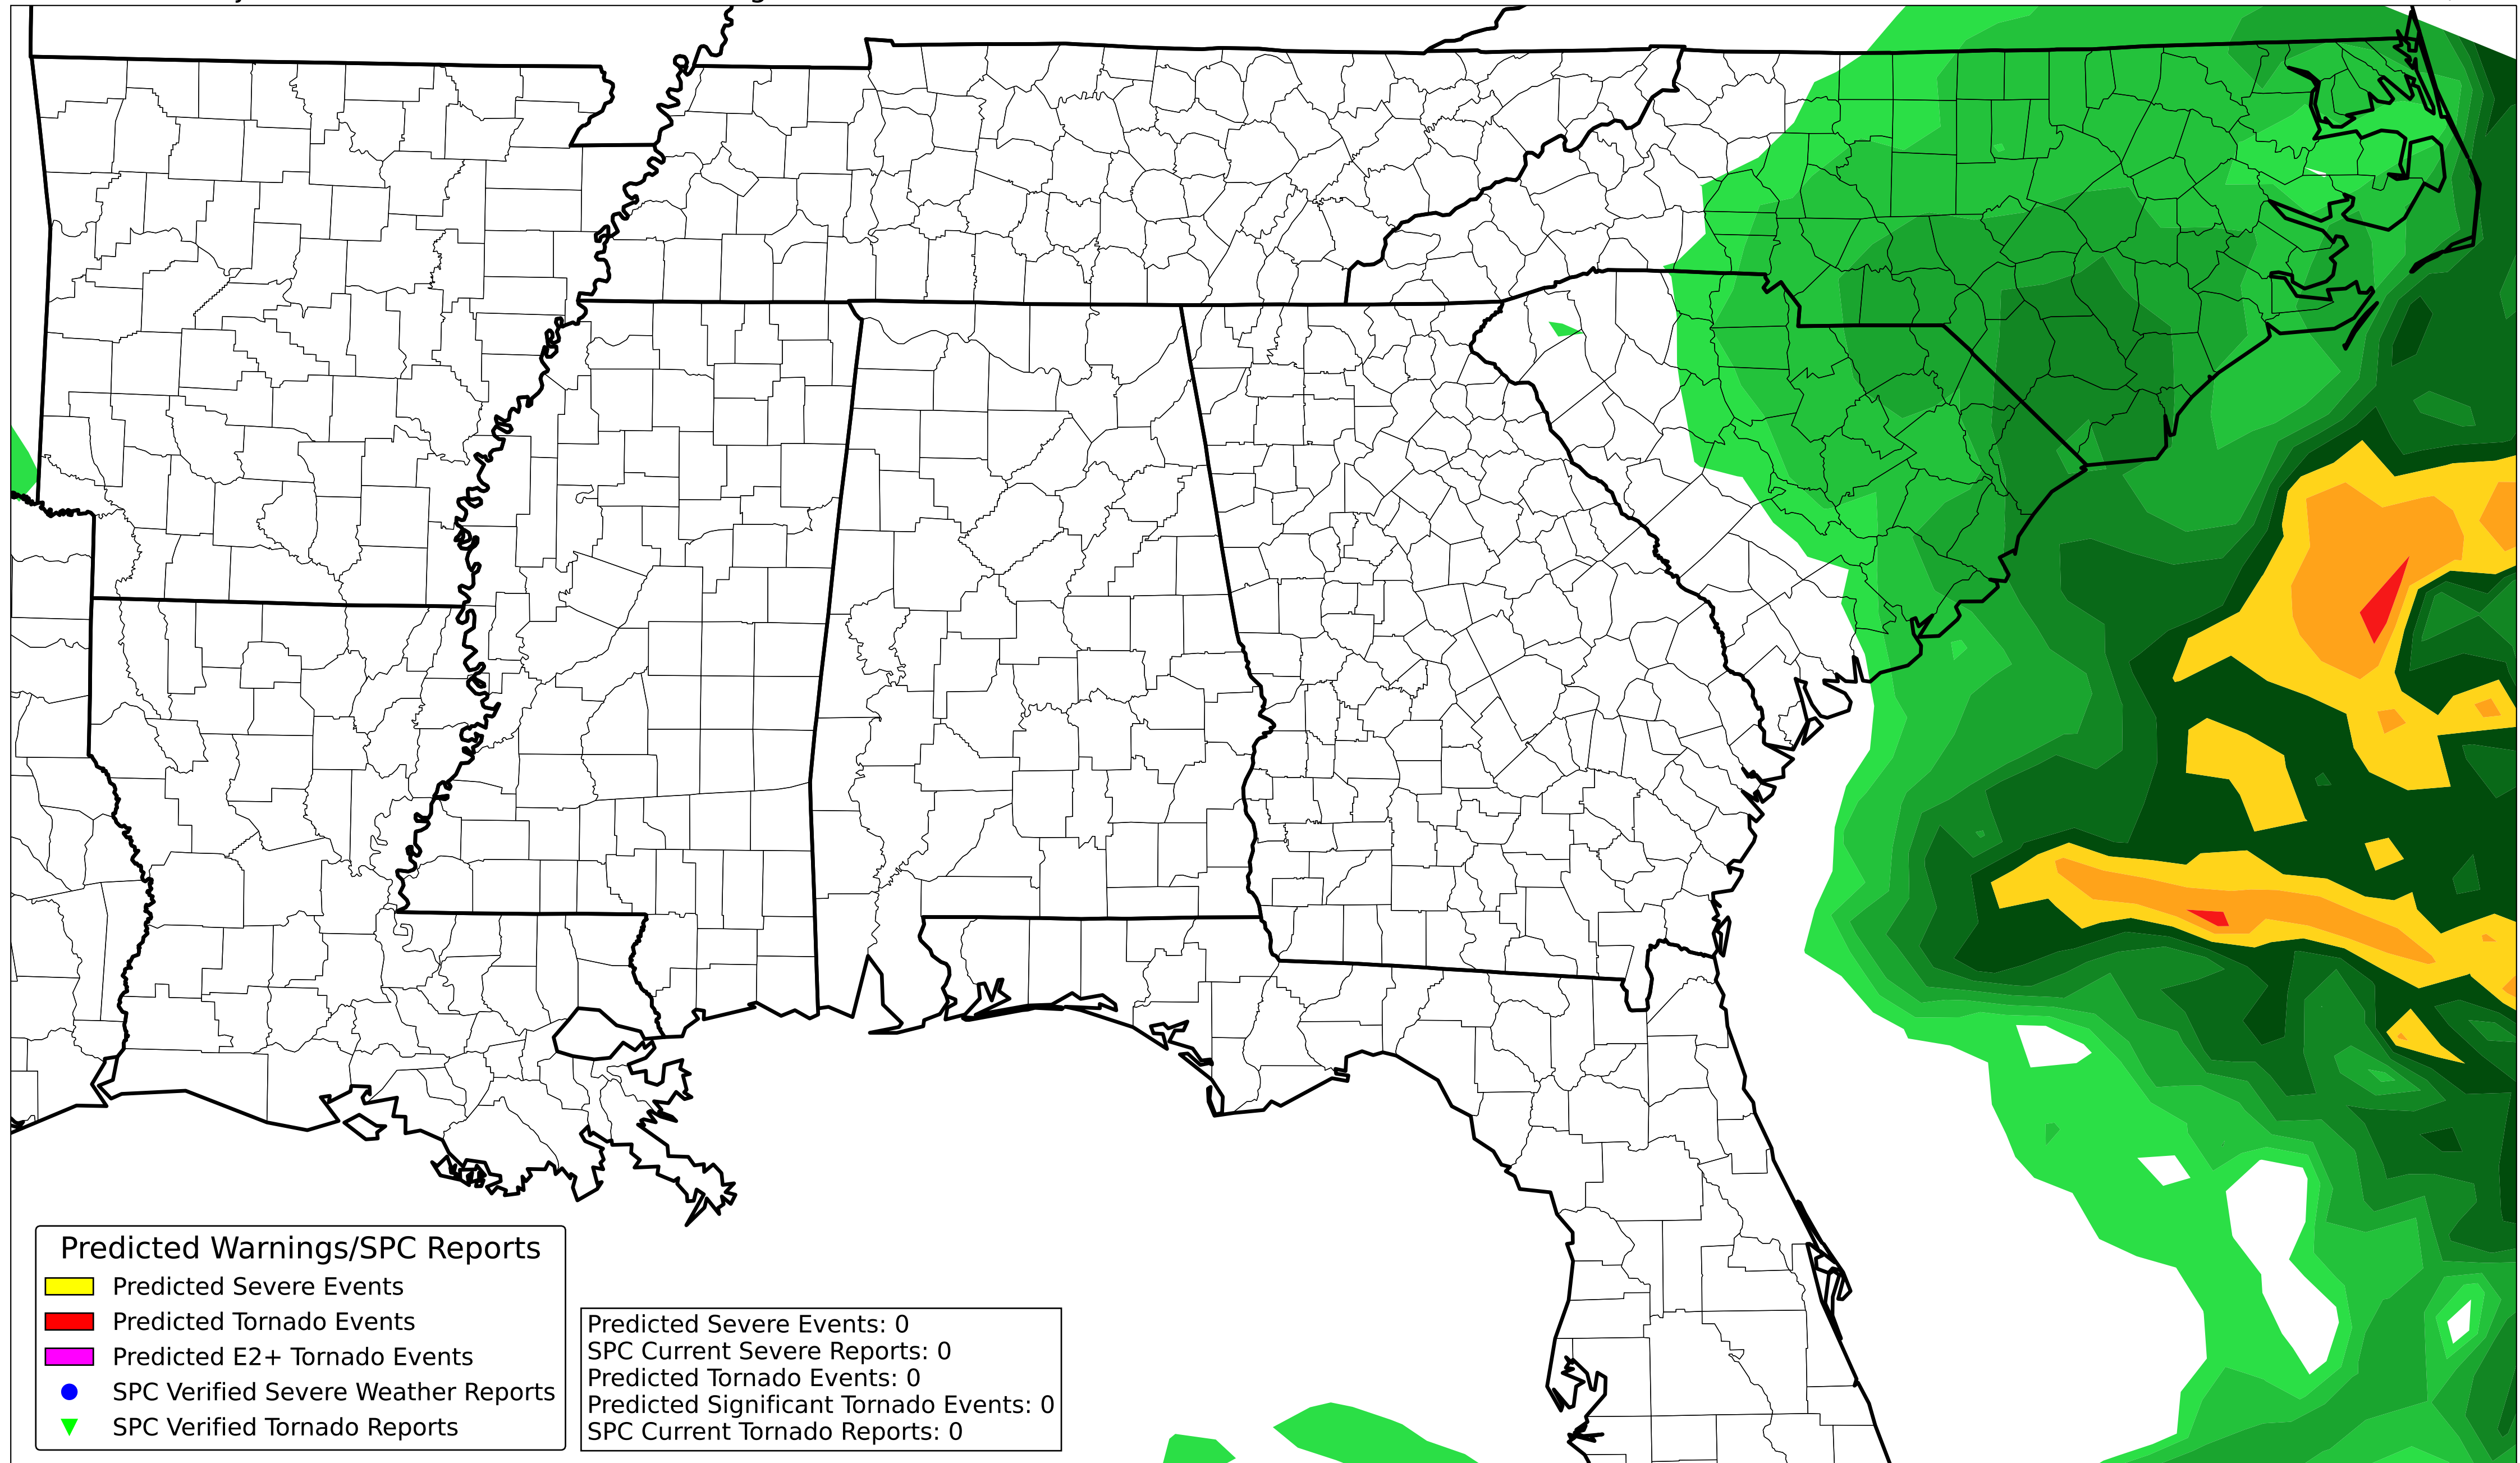 Predicted Warnings/SPC Reports
Predicted Severe Events
Predicted Tornado Events
Predicted E2+ Tornado Events
SPC Verified Severe Weather Reports
SPC Verified Tornado Reports
Predicted Severe Events: 0
SPC Current Severe Reports: 0
Predicted Tornado Events: 0
Predicted Significant Tornado Events: 0
SPC Current Tornado Reports: 0